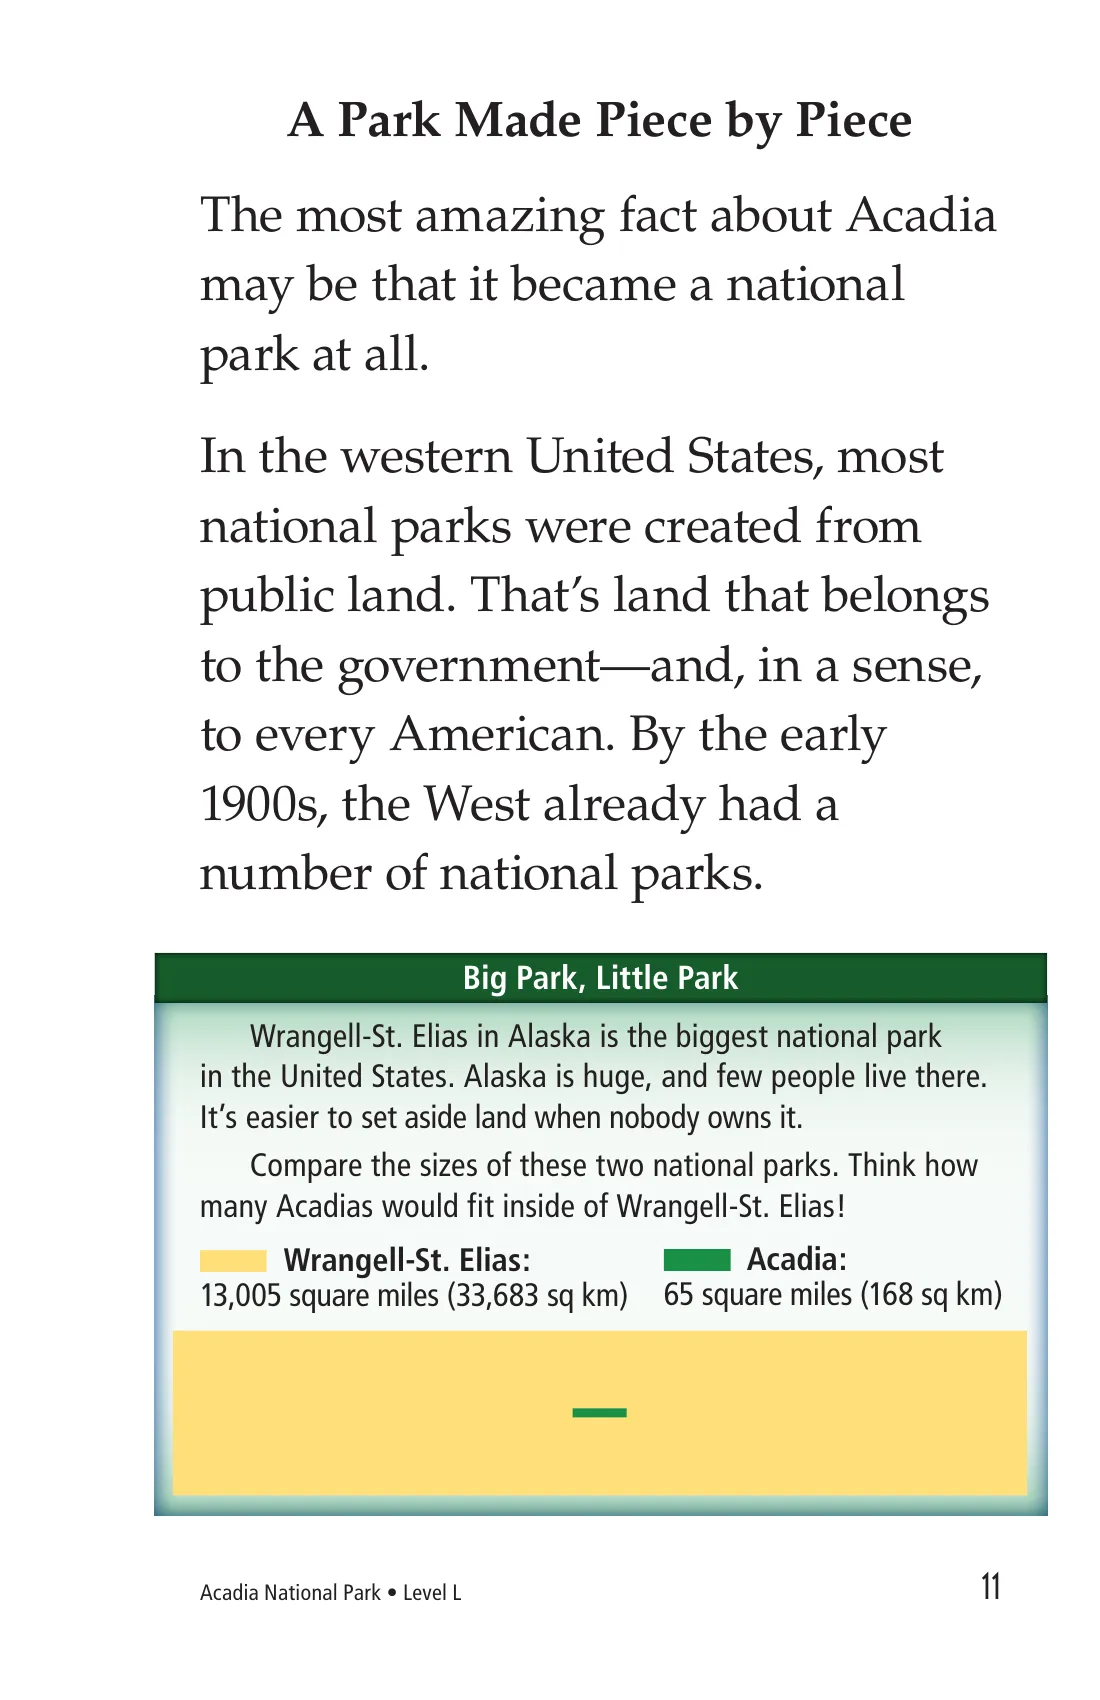 A Park Made Piece by Piece
The most amazing fact about Acadia
may be that it became a national
park at all.
In the western United States, most
national parks were created from
public land. That’s land that belongs
to the government—and, in a sense,
to every American. By the early
1900s, the West already had a
number of national parks.
Big Park, Little Park
Wrangell-St. Elias in Alaska is the biggest national park
in the United States. Alaska is huge, and few people live there.
It’s easier to set aside land when nobody owns it.
Compare the sizes of these two national parks. Think how
many Acadias would fit inside of Wrangell-St. Elias!
Wrangell-St. Elias:
13,005 square miles (33,683 sq km)
Acadia:
65 square miles (168 sq km)
Acadia National Park • Level L
11